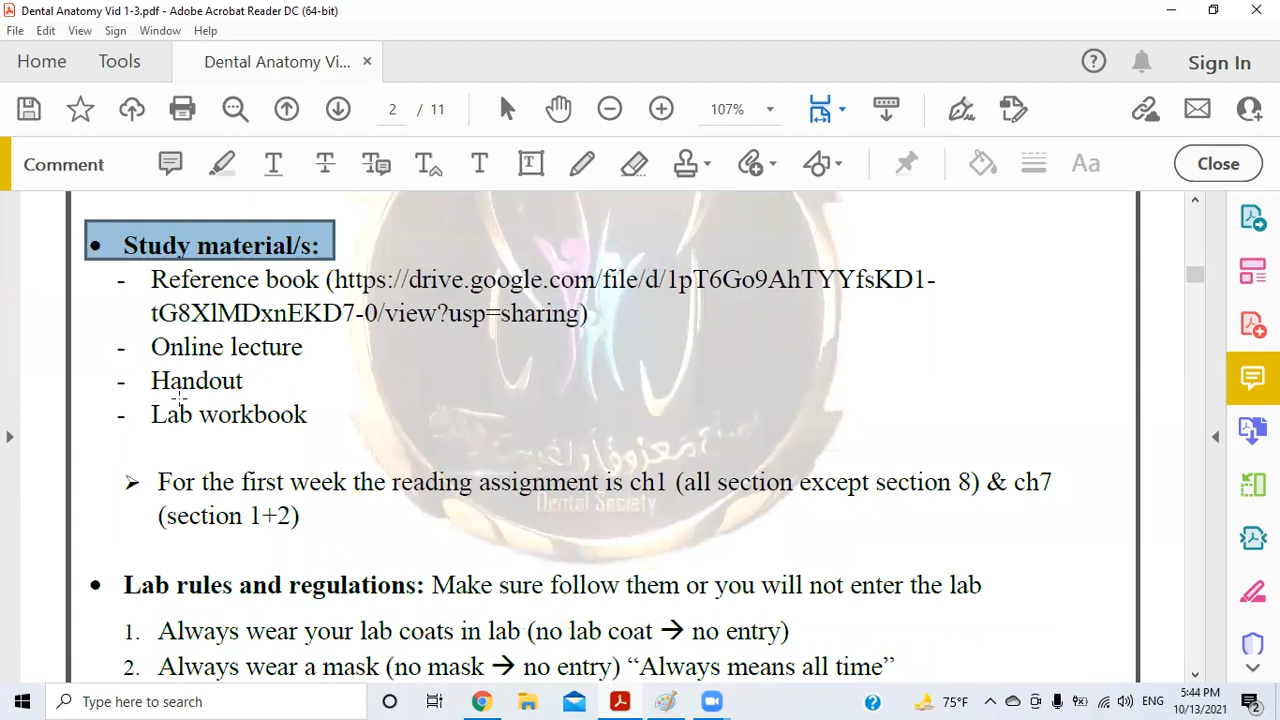 Dental Anatomy Vid 1-3.pdf - Adobe Acrobat Reader DC (64-bit)
File Edit View Sign Window Help
Home Tools Dental Anatomy Vi... × Sign In
2 / 11 107%
Comment Close
• Study material/s:
- Reference book (https://drive.google.com/file/d/1pT6Go9AhTYYfsKD1-
tG8XlMDxnEKD7-0/view?usp=sharing)
- Online lecture
- Handout
- Lab workbook
Dental Society
➢ For the first week the reading assignment is ch1 (all section except section 8) & ch7
(section 1+2)
• Lab rules and regulations: Make sure follow them or you will not enter the lab
1. Always wear your lab coats in lab (no lab coat → no entry)
2. Always wear a mask (no mask → no entry) “Always means all time”
Type here to search
75°F ENG
5:44 PM
10/13/2021
2